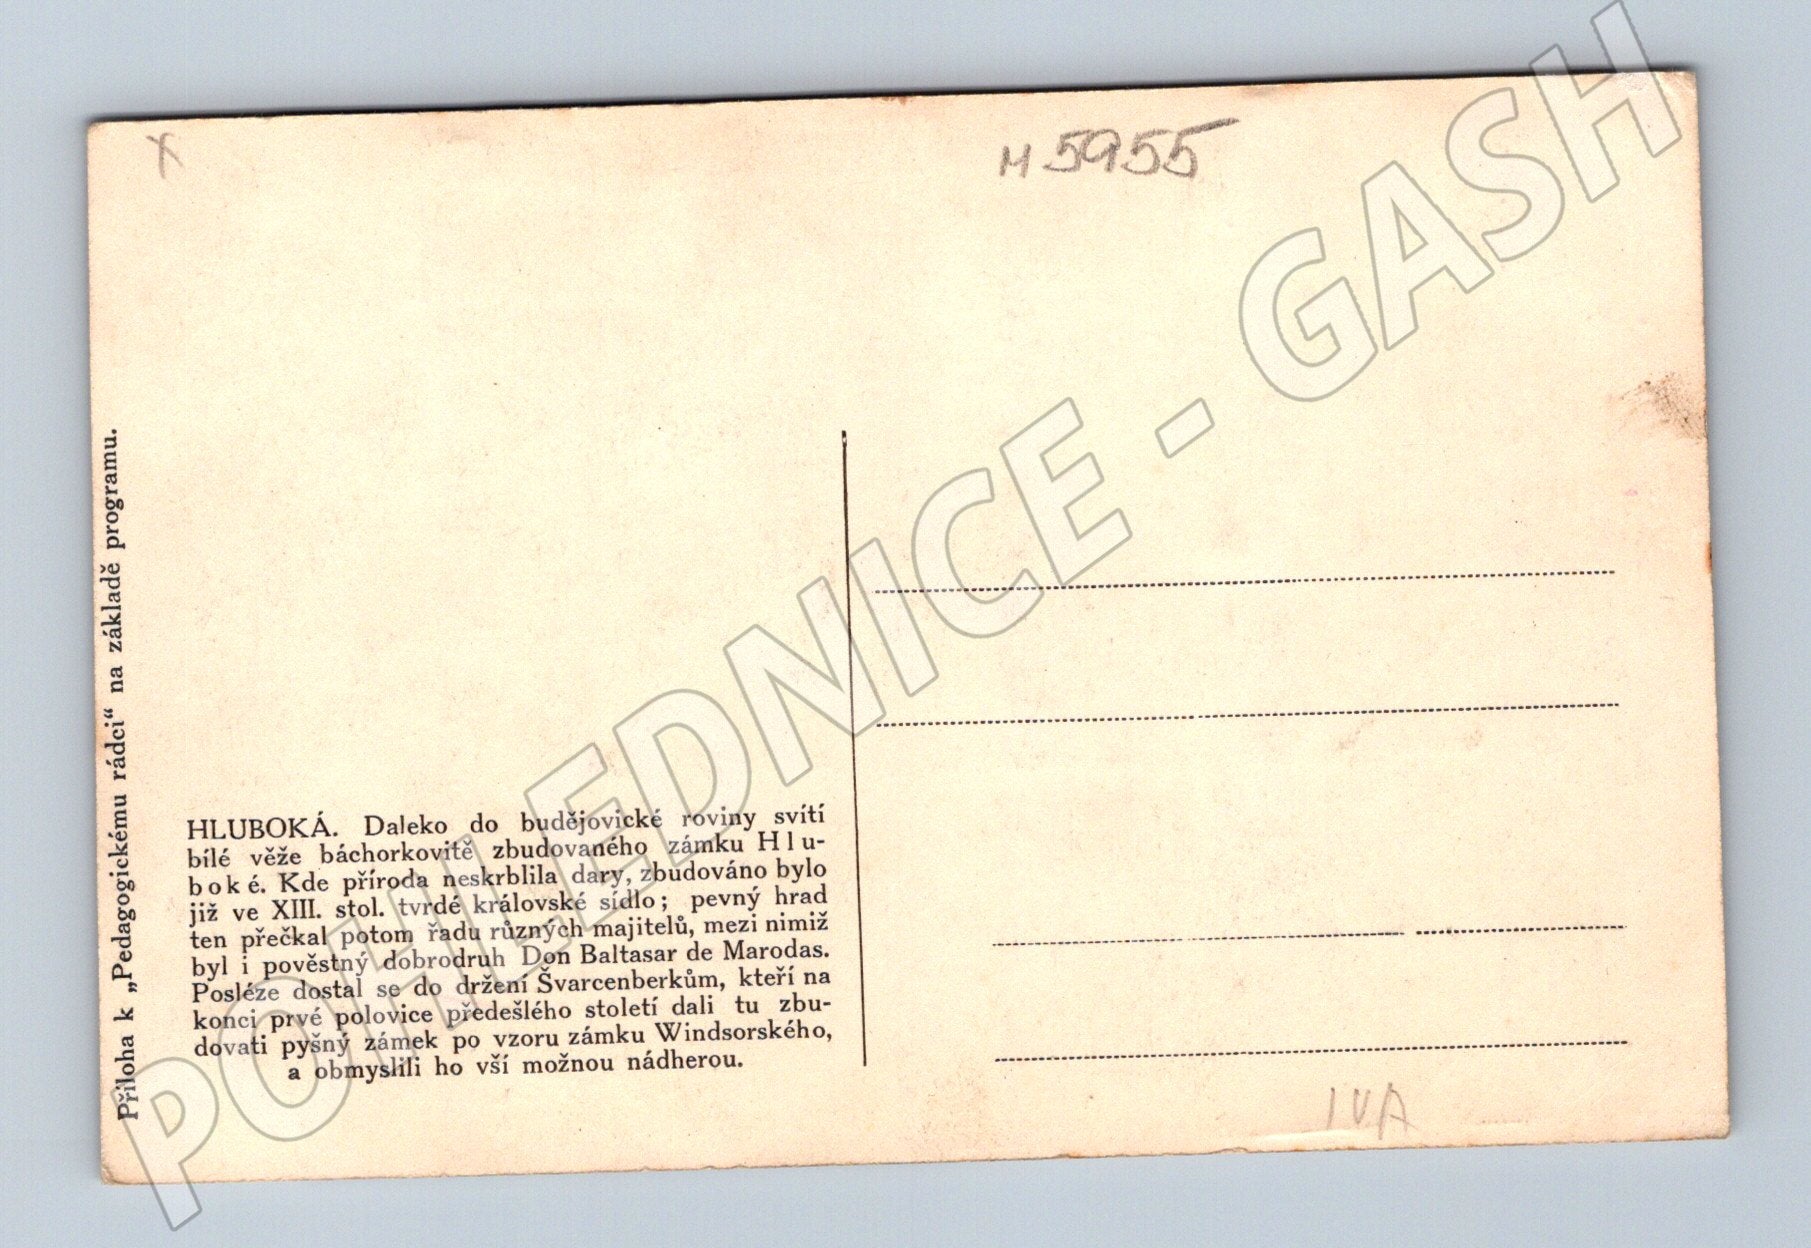 X
H 5955
Příloha k „Pedagogickému rádci“ na základě programu.
HLUBOKÁ. Daleko do budějovické roviny svítí
bílé věže báchorkovitě zbudovaného zámku Hlu-
boké. Kde příroda neskrblila dary, zbudováno bylo
již ve XIII. stol. tvrdé královské sídlo; pevný hrad
ten přečkal potom řadu různých majitelů, mezi nimiž
byl i pověstný dobrodruh Don Baltasar de Marodas.
Posléze dostal se do držení Švarcenberkům, kteří na
konci prvé polovice předešlého století dali tu zbu-
dovati pyšný zámek po vzoru zámku Windsorského,
a obmyslili ho vší možnou nádherou.
IVA
POHLEDNICE - GASH